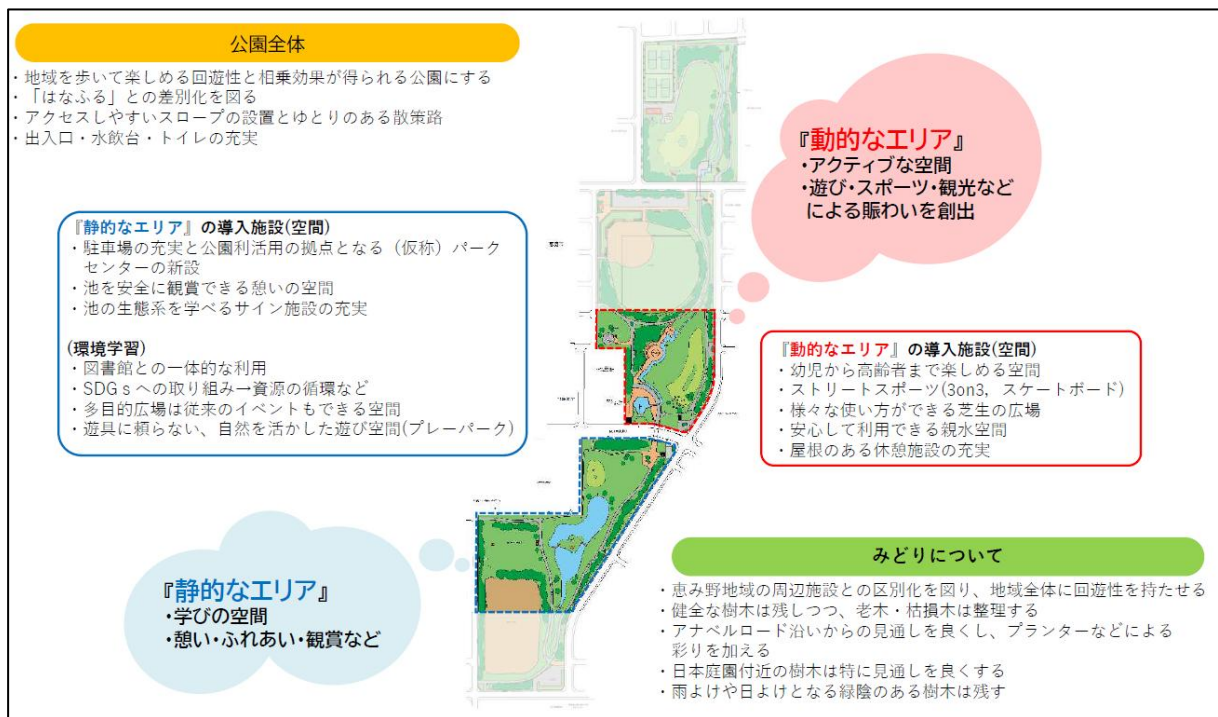 公園全体
・地域を歩いて楽しめる回遊性と相乗効果が得られる公園にする
・「はなふる」との差別化を図る
・アクセスしやすいスロープの設置とゆとりのある散策路
・出入口・水飲台・トイレの充実
『動的なエリア』
・アクティブな空間
・遊び・スポーツ・観光など
による賑わいを創出
『静的なエリア』の導入施設(空間)
・駐車場の充実と公園利活用の拠点となる（仮称）パーク
センターの新設
・池を安全に観賞できる憩いの空間
・池の生態系を学べるサイン施設の充実
(環境学習)
・図書館との一体的な利用
・SDGｓへの取り組み→資源の循環など
・多目的広場は従来のイベントもできる空間
・遊具に頼らない、自然を活かした遊び空間(プレーパーク)
『動的なエリア』の導入施設(空間)
・幼児から高齢者まで楽しめる空間
・ストリートスポーツ(3on3，スケートボード)
・様々な使い方ができる芝生の広場
・安心して利用できる親水空間
・屋根のある休憩施設の充実
『静的なエリア』
・学びの空間
・憩い・ふれあい・観賞など
みどりについて
・恵み野地域の周辺施設との区別化を図り、地域全体に回遊性を持たせる
・健全な樹木は残しつつ、老木・枯損木は整理する
・アナベルロード沿いからの見通しを良くし、プランターなどによる
彩りを加える
・日本庭園付近の樹木は特に見通しを良くする
・雨よけや日よけとなる緑陰のある樹木は残す